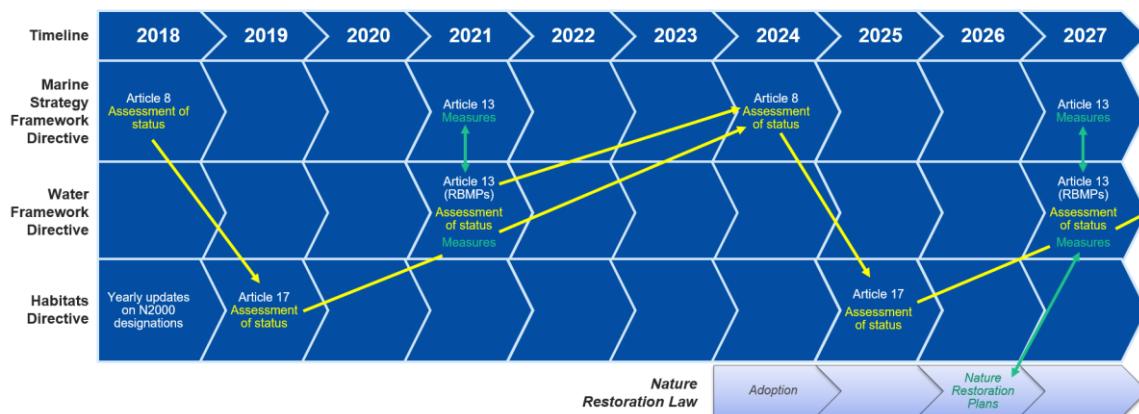 Timeline
2018
2019
2020
2021
2022
2023
2024
2025
2026
2027
Marine
Strategy
Framework
Directive
Article 8
Assessment of
status
Article 13
Measures
Article 8
Assessment
of status
Article 13
Measures
Water
Framework
Directive
Article 13
(RBMPs)
Assessment
of status
Measures
Article 13
(RBMPs)
Assessment
of status
Measures
Habitats
Directive
Yearly updates
on N2000
designations
Article 17
Assessment
of status
Article 17
Assessment
of status
Nature
Restoration Law
Adoption
Nature
Restoration
Plans